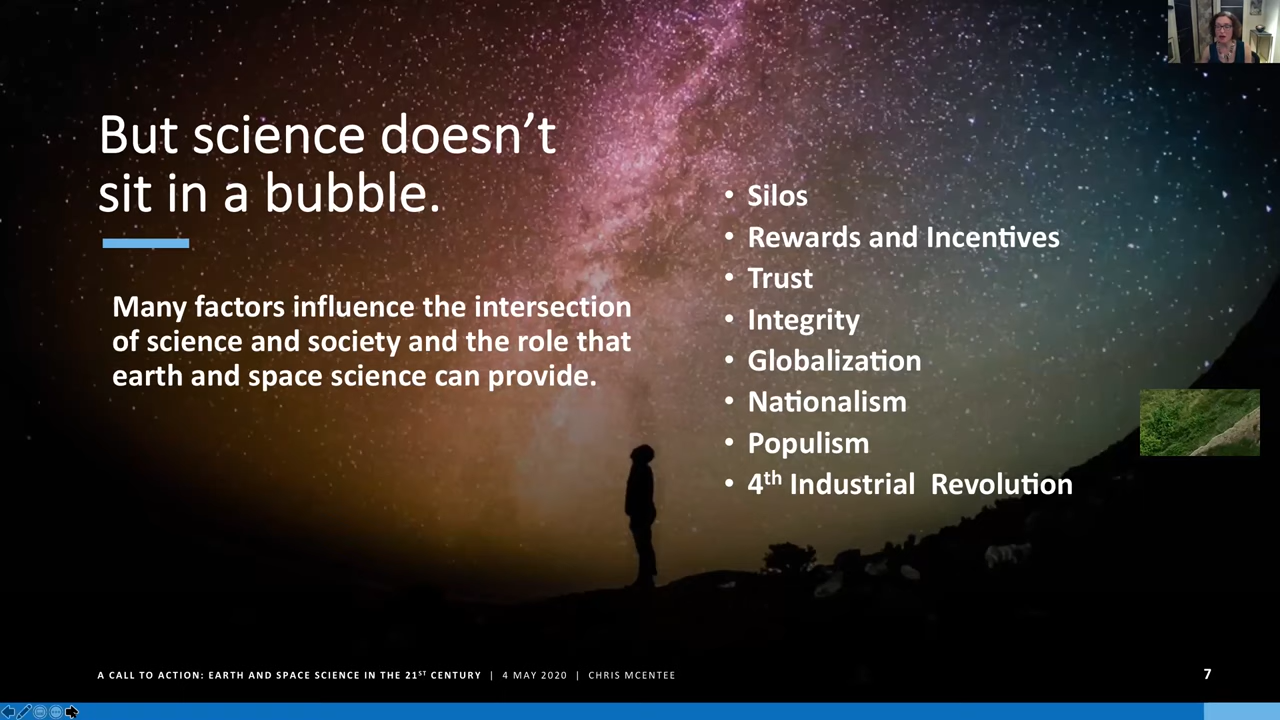 But science doesn’t
sit in a bubble.
Many factors influence the intersection
of science and society and the role that
earth and space science can provide.
• Silos
• Rewards and Incentives
• Trust
• Integrity
• Globalization
• Nationalism
• Populism
• 4th Industrial Revolution
A CALL TO ACTION: EARTH AND SPACE SCIENCE IN THE 21ST CENTURY | 4 MAY 2020 | CHRIS MCENTEE
7